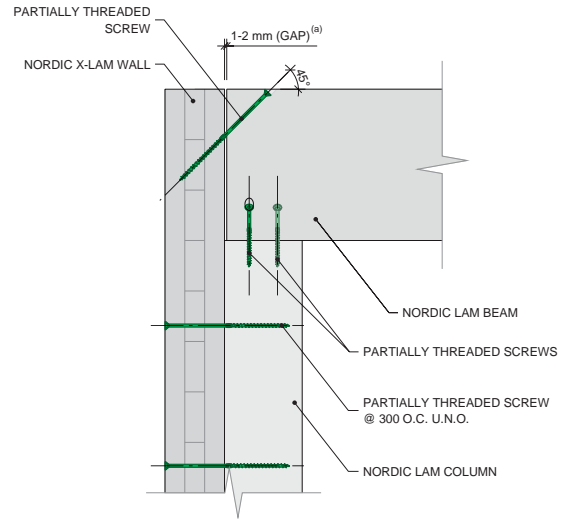 PARTIALLY THREADED
SCREW
1-2 mm (GAP) (a)
NORDIC X-LAM WALL
45°
NORDIC LAM BEAM
PARTIALLY THREADED SCREWS
PARTIALLY THREADED SCREW
@ 300 O.C. U.N.O.
NORDIC LAM COLUMN